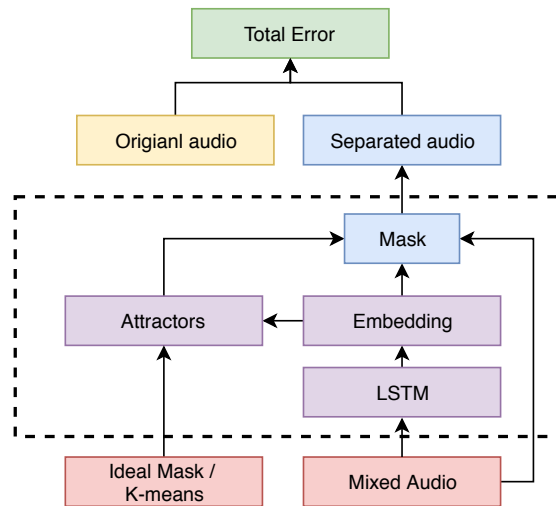 Total Error
Origianl audio
Separated audio
Mask
Attractors
Embedding
LSTM
Ideal Mask /
K-means
Mixed Audio